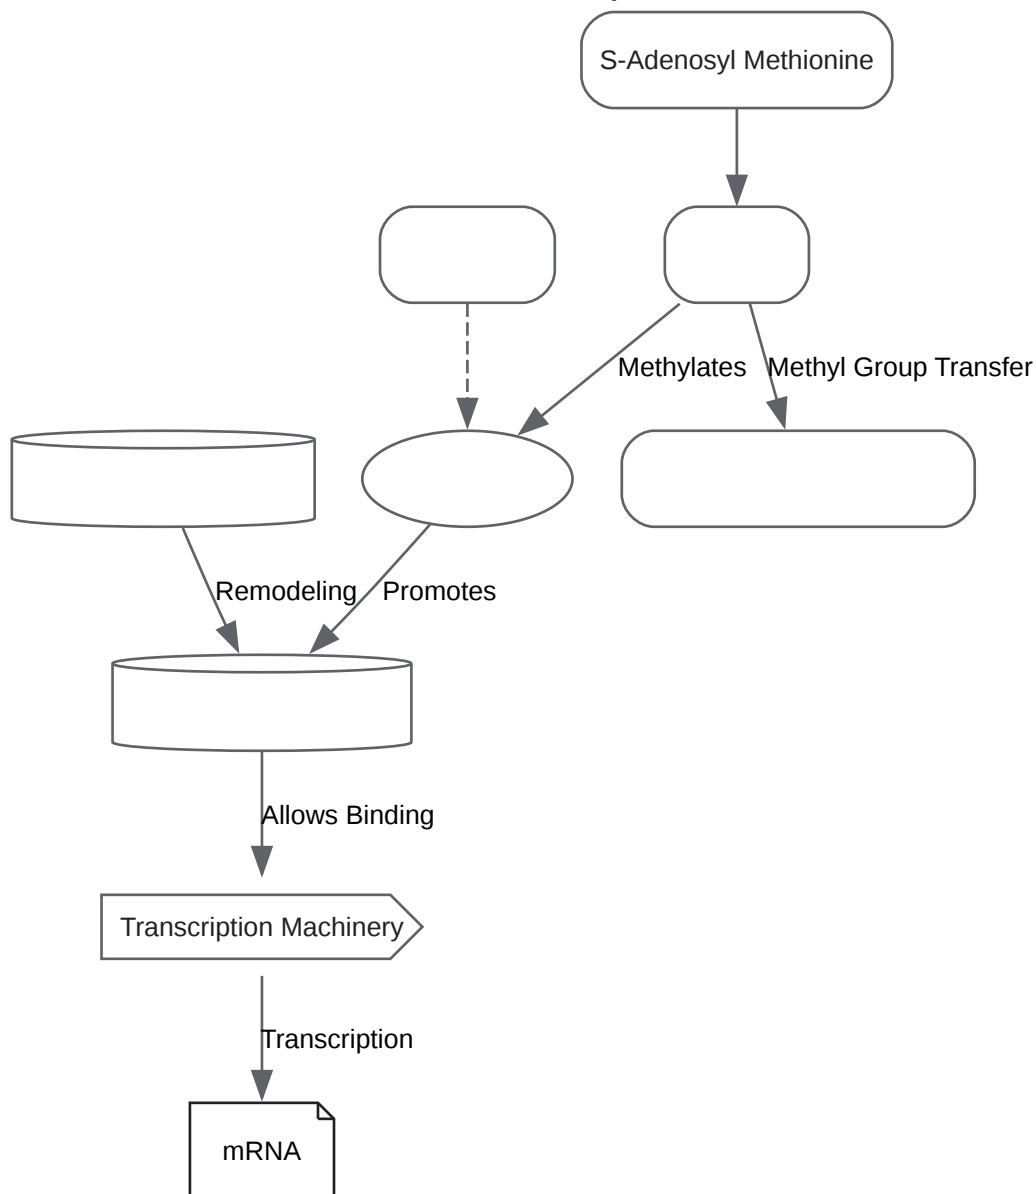 S-Adenosyl Methionine
Methylates
Methyl Group Transfer
Remodeling
Promotes
Allows Binding
Transcription Machinery
Transcription
mRNA